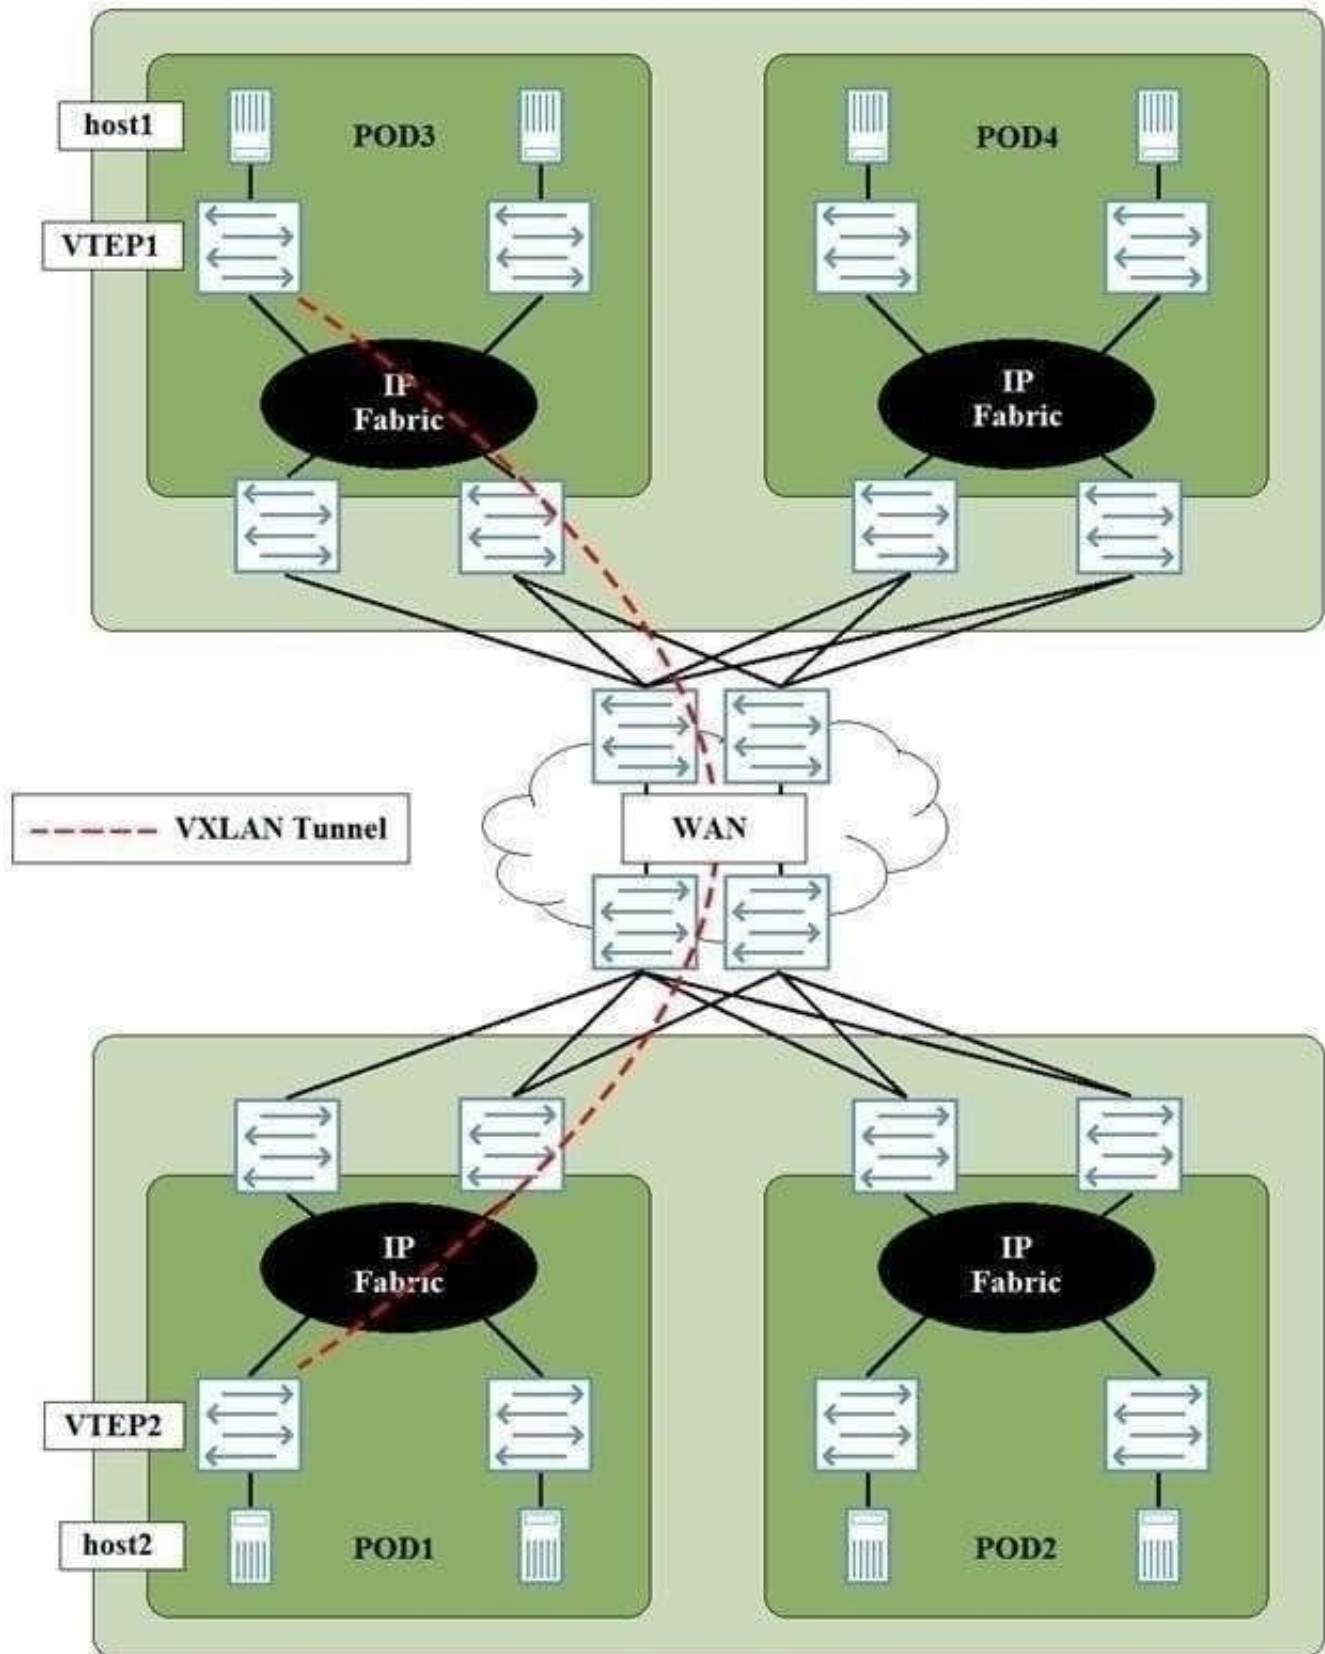 host1
POD3
POD4
VTEP1
IP
Fabric
IP
Fabric
VXLAN Tunnel
WAN
IP
Fabric
IP
Fabric
VTEP2
host2
POD1
POD2